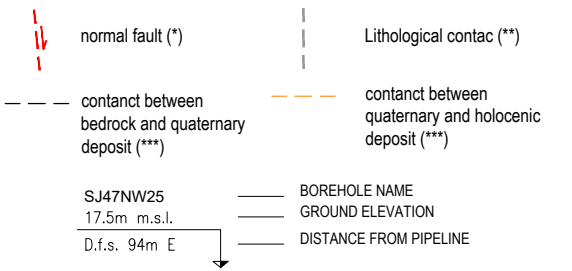 normal fault (*)
Lithological contac (**)
contanct between
bedrock and quaternary
deposit (***)
contanct between
quaternary and holocenic
deposit (***)
SJ47NW25
BOREHOLE NAME
17.5m m.s.l.
GROUND ELEVATION
D.f.s. 94m E
DISTANCE FROM PIPELINE